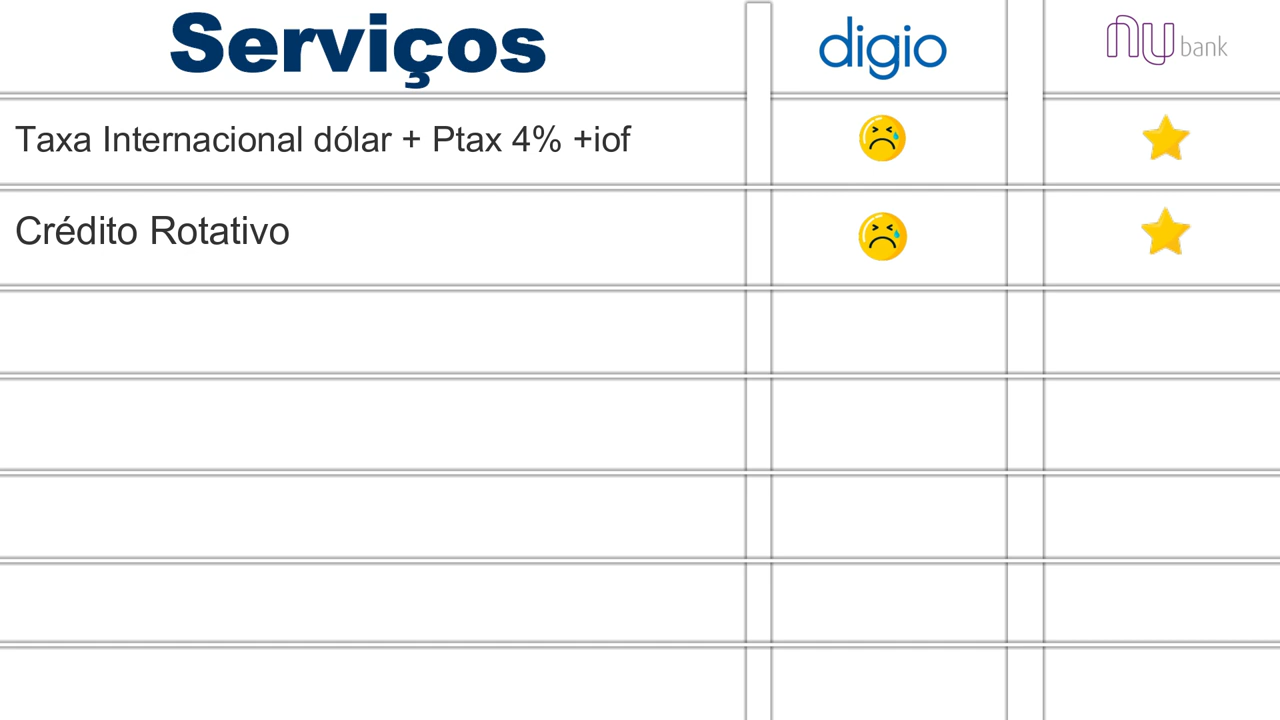 Serviços
digio
nu bank
Taxa Internacional dólar + Ptax 4% +iof
Crédito Rotativo